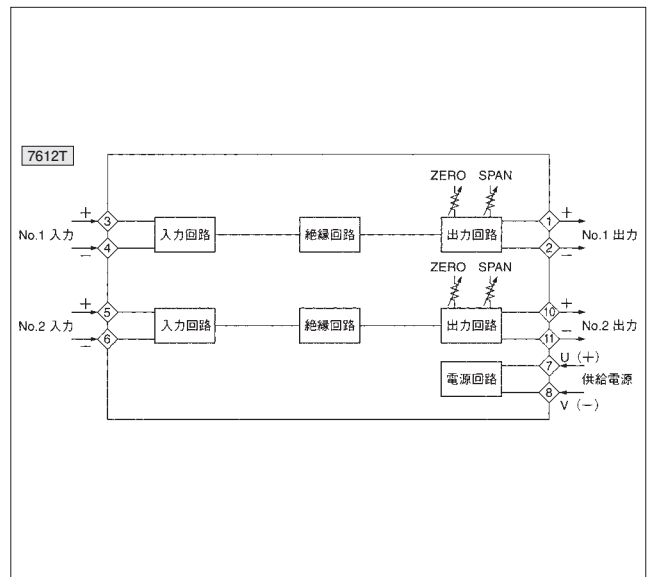 7612T
ZERO SPAN
+ 3 1 +
No.1 入力 入力回路 絶縁回路 出力回路 No.1 出力
− 4 2 −
ZERO SPAN
+ 5 10 +
No.2 入力 入力回路 絶縁回路 出力回路 No.2 出力
− 6 11 −
7 U (+)
電源回路 供給電源
8 V (−)